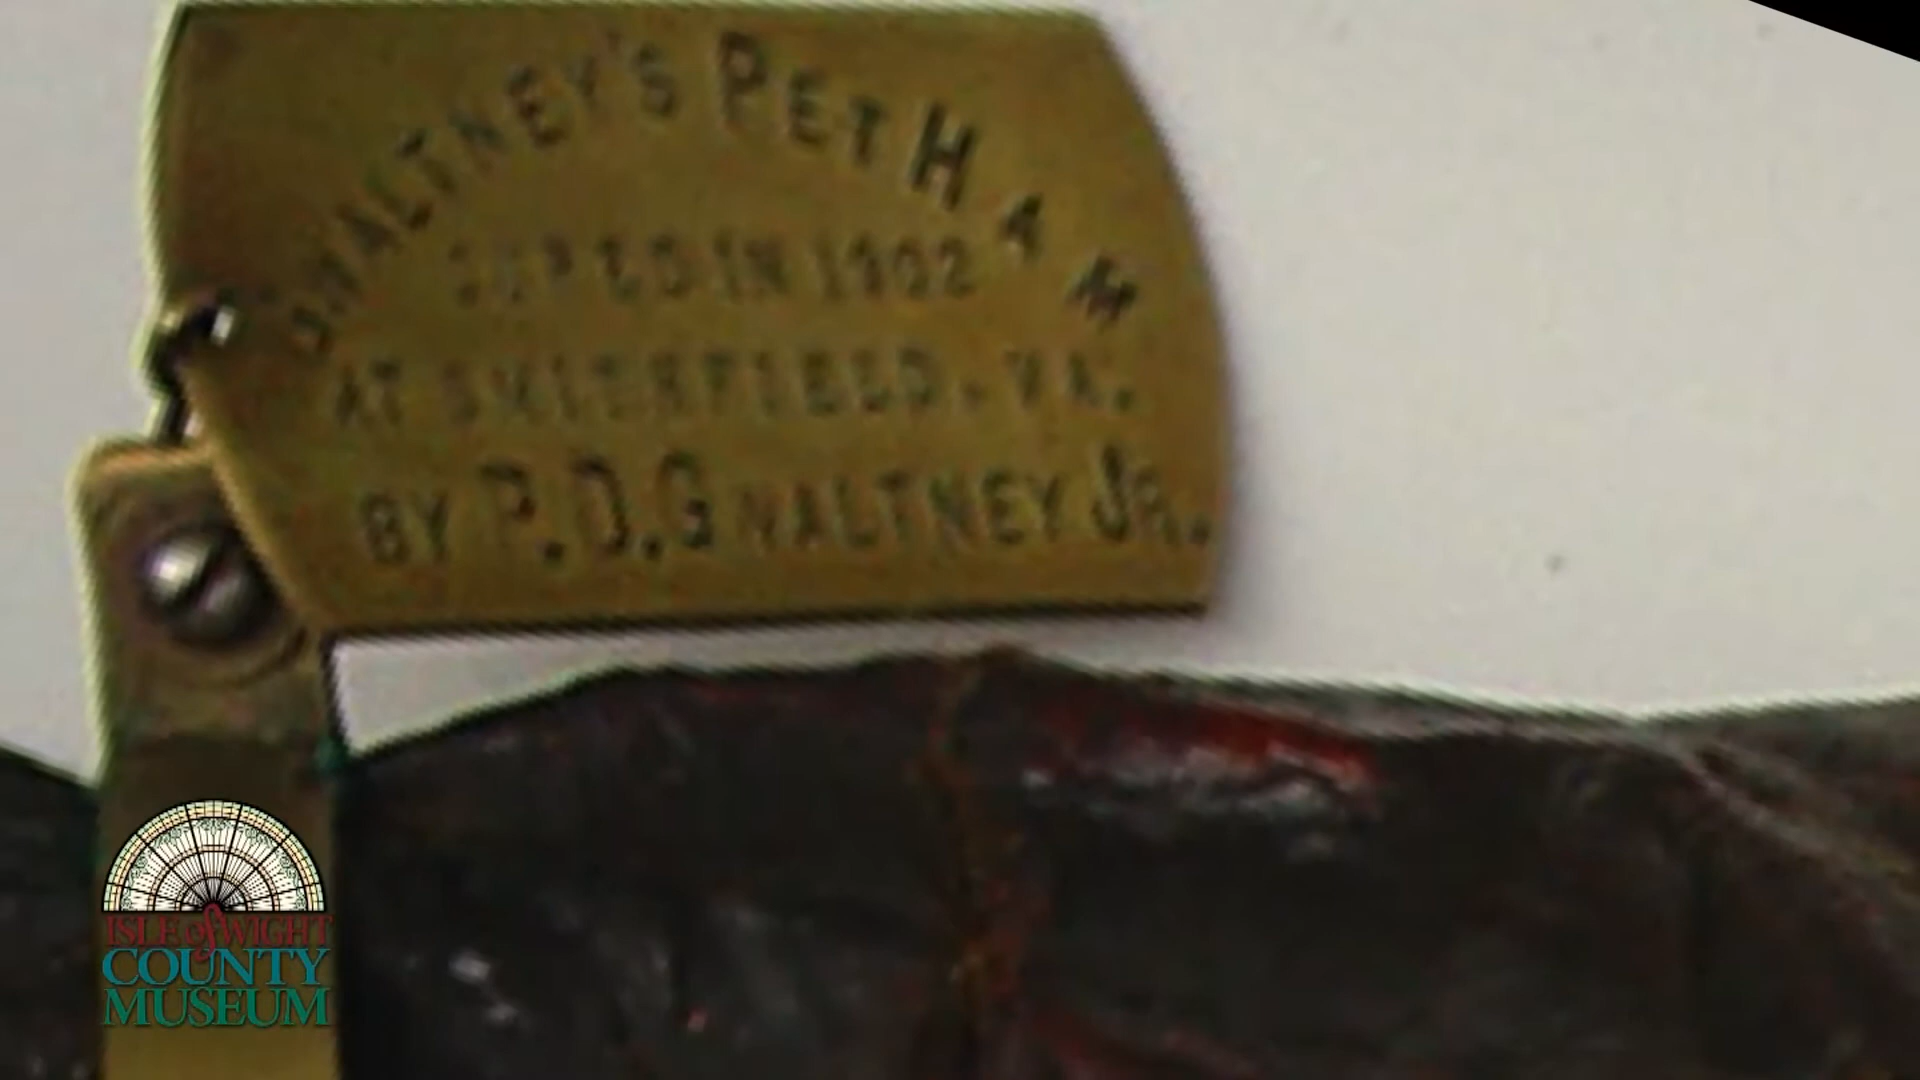 GWALTNEY'S PET HAM
CURED IN 1902
AT SMITHFIELD. VA.
BY P.D. GWALTNEY JR.
ISLE of WIGHT
COUNTY
MUSEUM